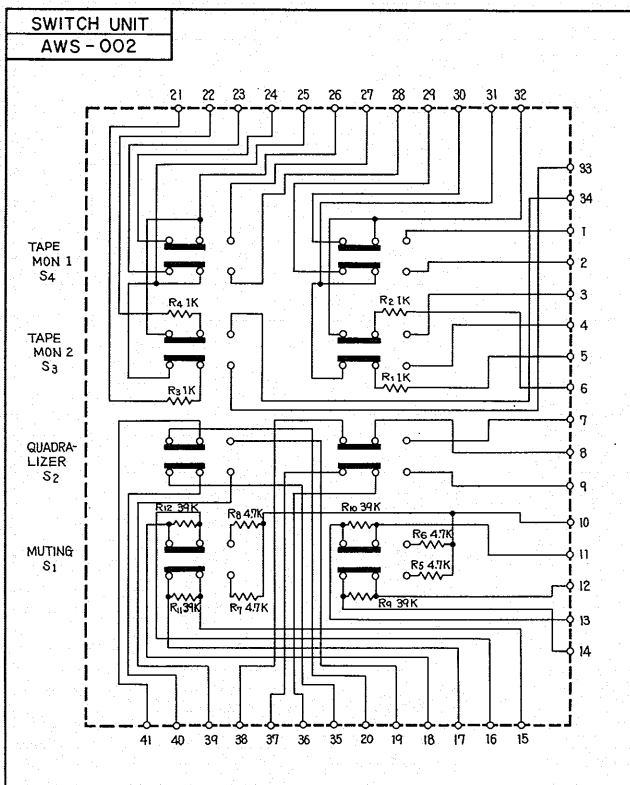 SWITCH UNIT
AWS-002
21 22 23 24 25 26 27 28 29 30 31 32
33
34
1
TAPE
MON 1
S4
2
3
R4 1K
R2 1K
4
TAPE
MON 2
S3
5
R3 1K
R1 1K
6
7
QUADRA-
LIZER
S2
8
9
R12 39K
R8 4.7K
R10 39K
10
R6 4.7K
MUTING
S1
11
R5 4.7K
12
R11 39K
R7 4.7K
R9 39K
13
14
41 40 39 38 37 36 35 20 19 18 17 16 15